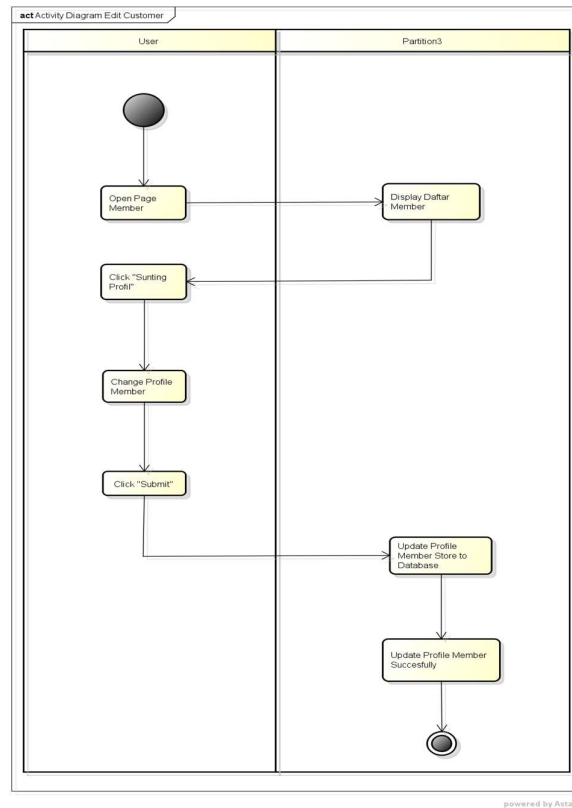 act Activity Diagram Edit Customer
User
Partition3
Open Page
Member
Display Daftar
Member
Click "Sunting
Profil"
Change Profile
Member
Click "Submit"
Update Profile
Member Store to
Database
Update Profile Member
Succesfully
powered by Asta